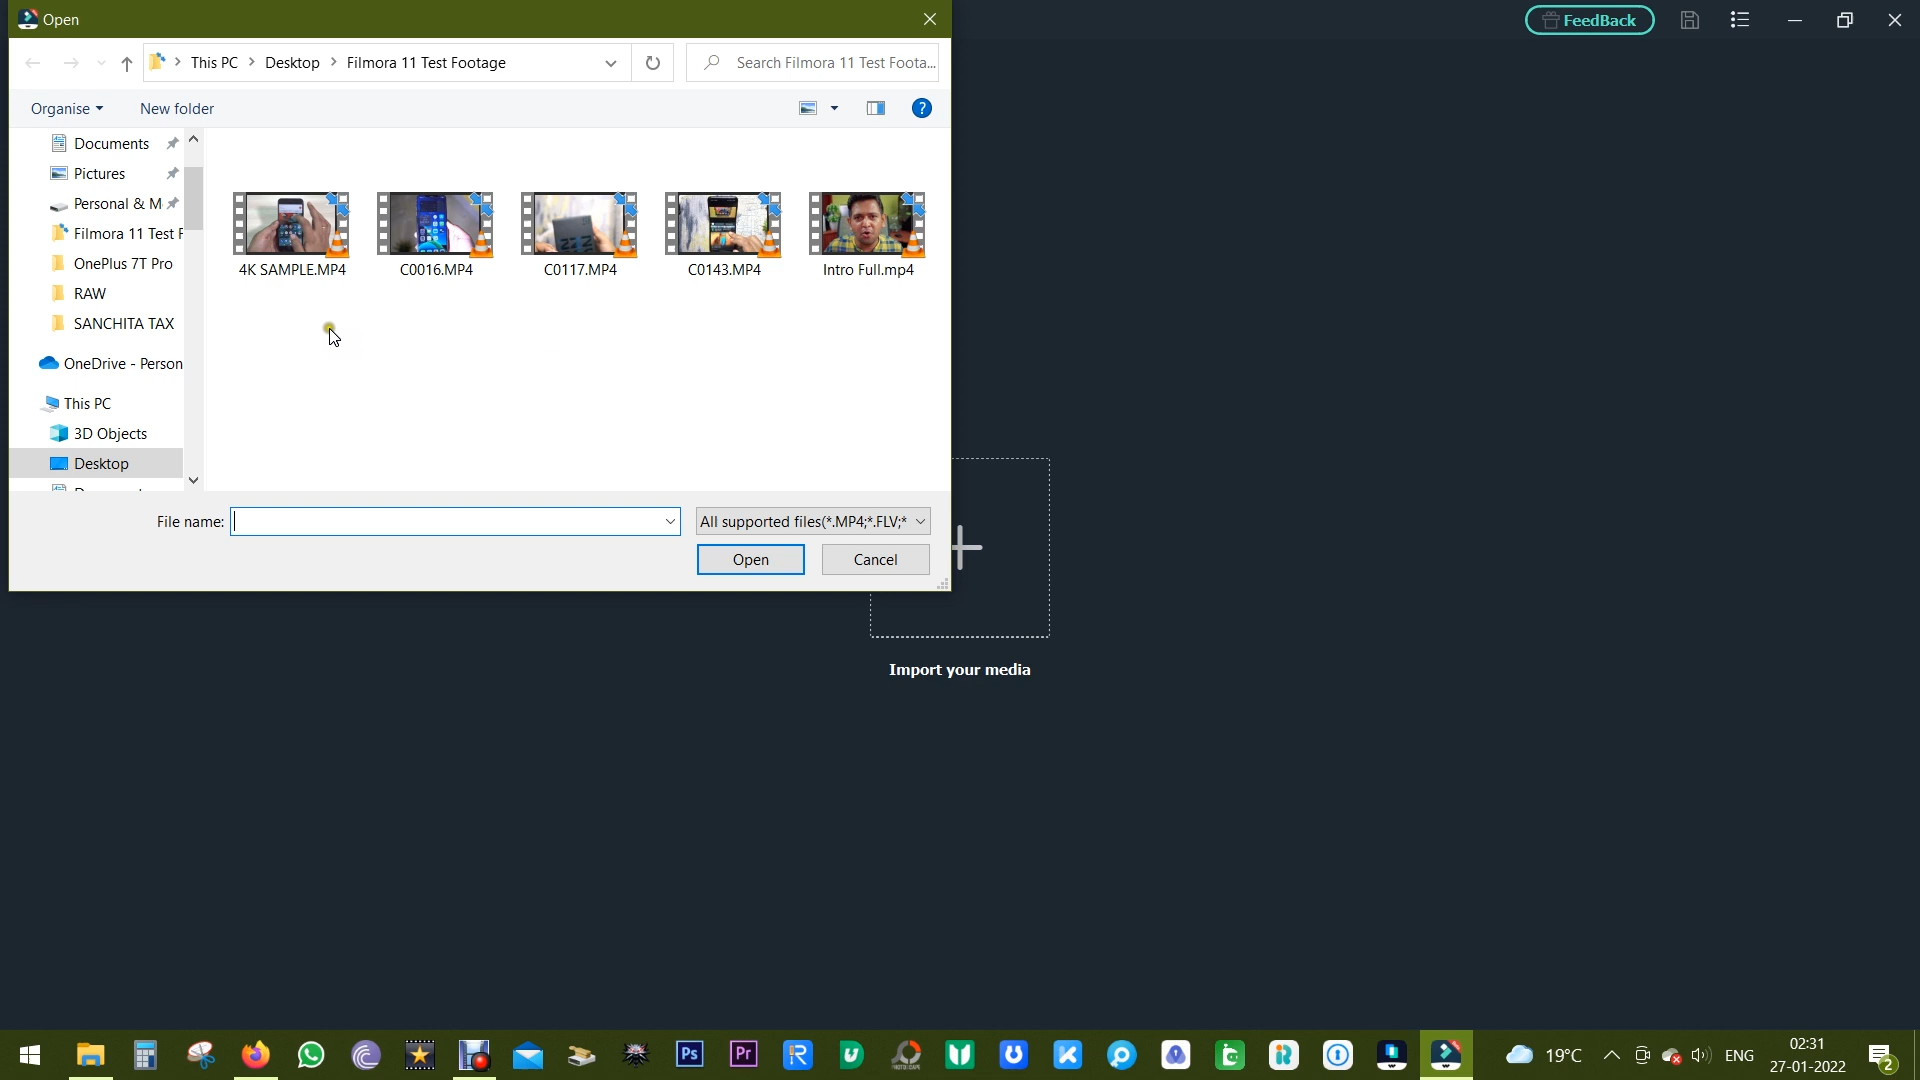 Open
FeedBack
This PC > Desktop > Filmora 11 Test Footage
Search Filmora 11 Test Foota...
Organise
New folder
Documents
Pictures
Personal & M
Filmora 11 Test F
OnePlus 7T Pro
RAW
SANCHITA TAX
OneDrive - Person
This PC
3D Objects
Desktop
4K SAMPLE.MP4
C0016.MP4
C0117.MP4
C0143.MP4
Intro Full.mp4
File name:
All supported files(*.MP4;*.FLV;*
Open
Cancel
Import your media
Ps
Pr
19°C
ENG
02:31
27-01-2022
2